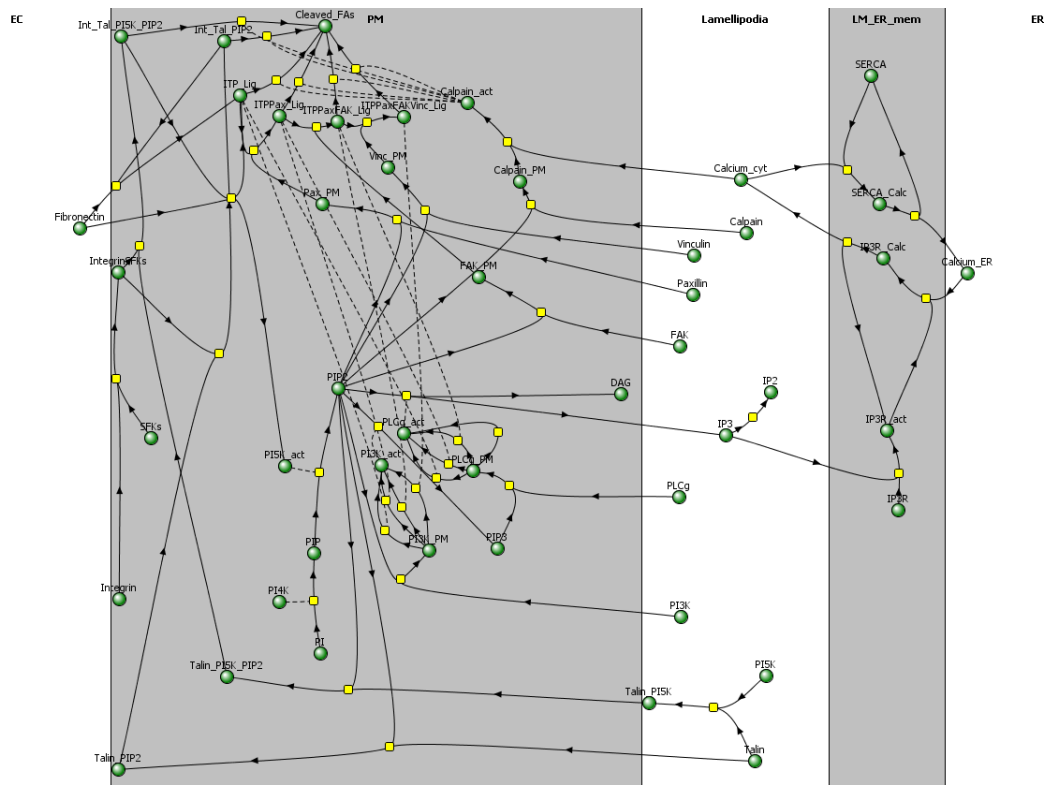 EC PM Lamellipodia LM_ER_mem ER
Cleaved_FAs
Int_Tal_PI5K_PIP2
Int_Tal_PIP2
SERCA
ITP_Lig
Calpain_act
ITPPax_Lig ITPPaxFAK_Lig ITPPaxFAKVinc_Lig
Vinc_PM
Calpain_PM
Calcium_cyt
Pax_PM
SERCA_Calc
Fibronectin
Calpain
Vinculin
IP3R_Calc
IntegrinSFKs
FAK_PM
Calcium_ER
Paxillin
FAK
PIP2
DAG
IP2
PLCg_act
IP3
IP3R_act
SFKs
PI5K_act
PI3K_act
PLCg_PM
PLCg
IP3R
PIP
PI3K_PM
PIP3
Integrin
PI4K
PI3K
PI
Talin_PI5K_PIP2
PI5K
Talin_PI5K
Talin_PIP2
Talin